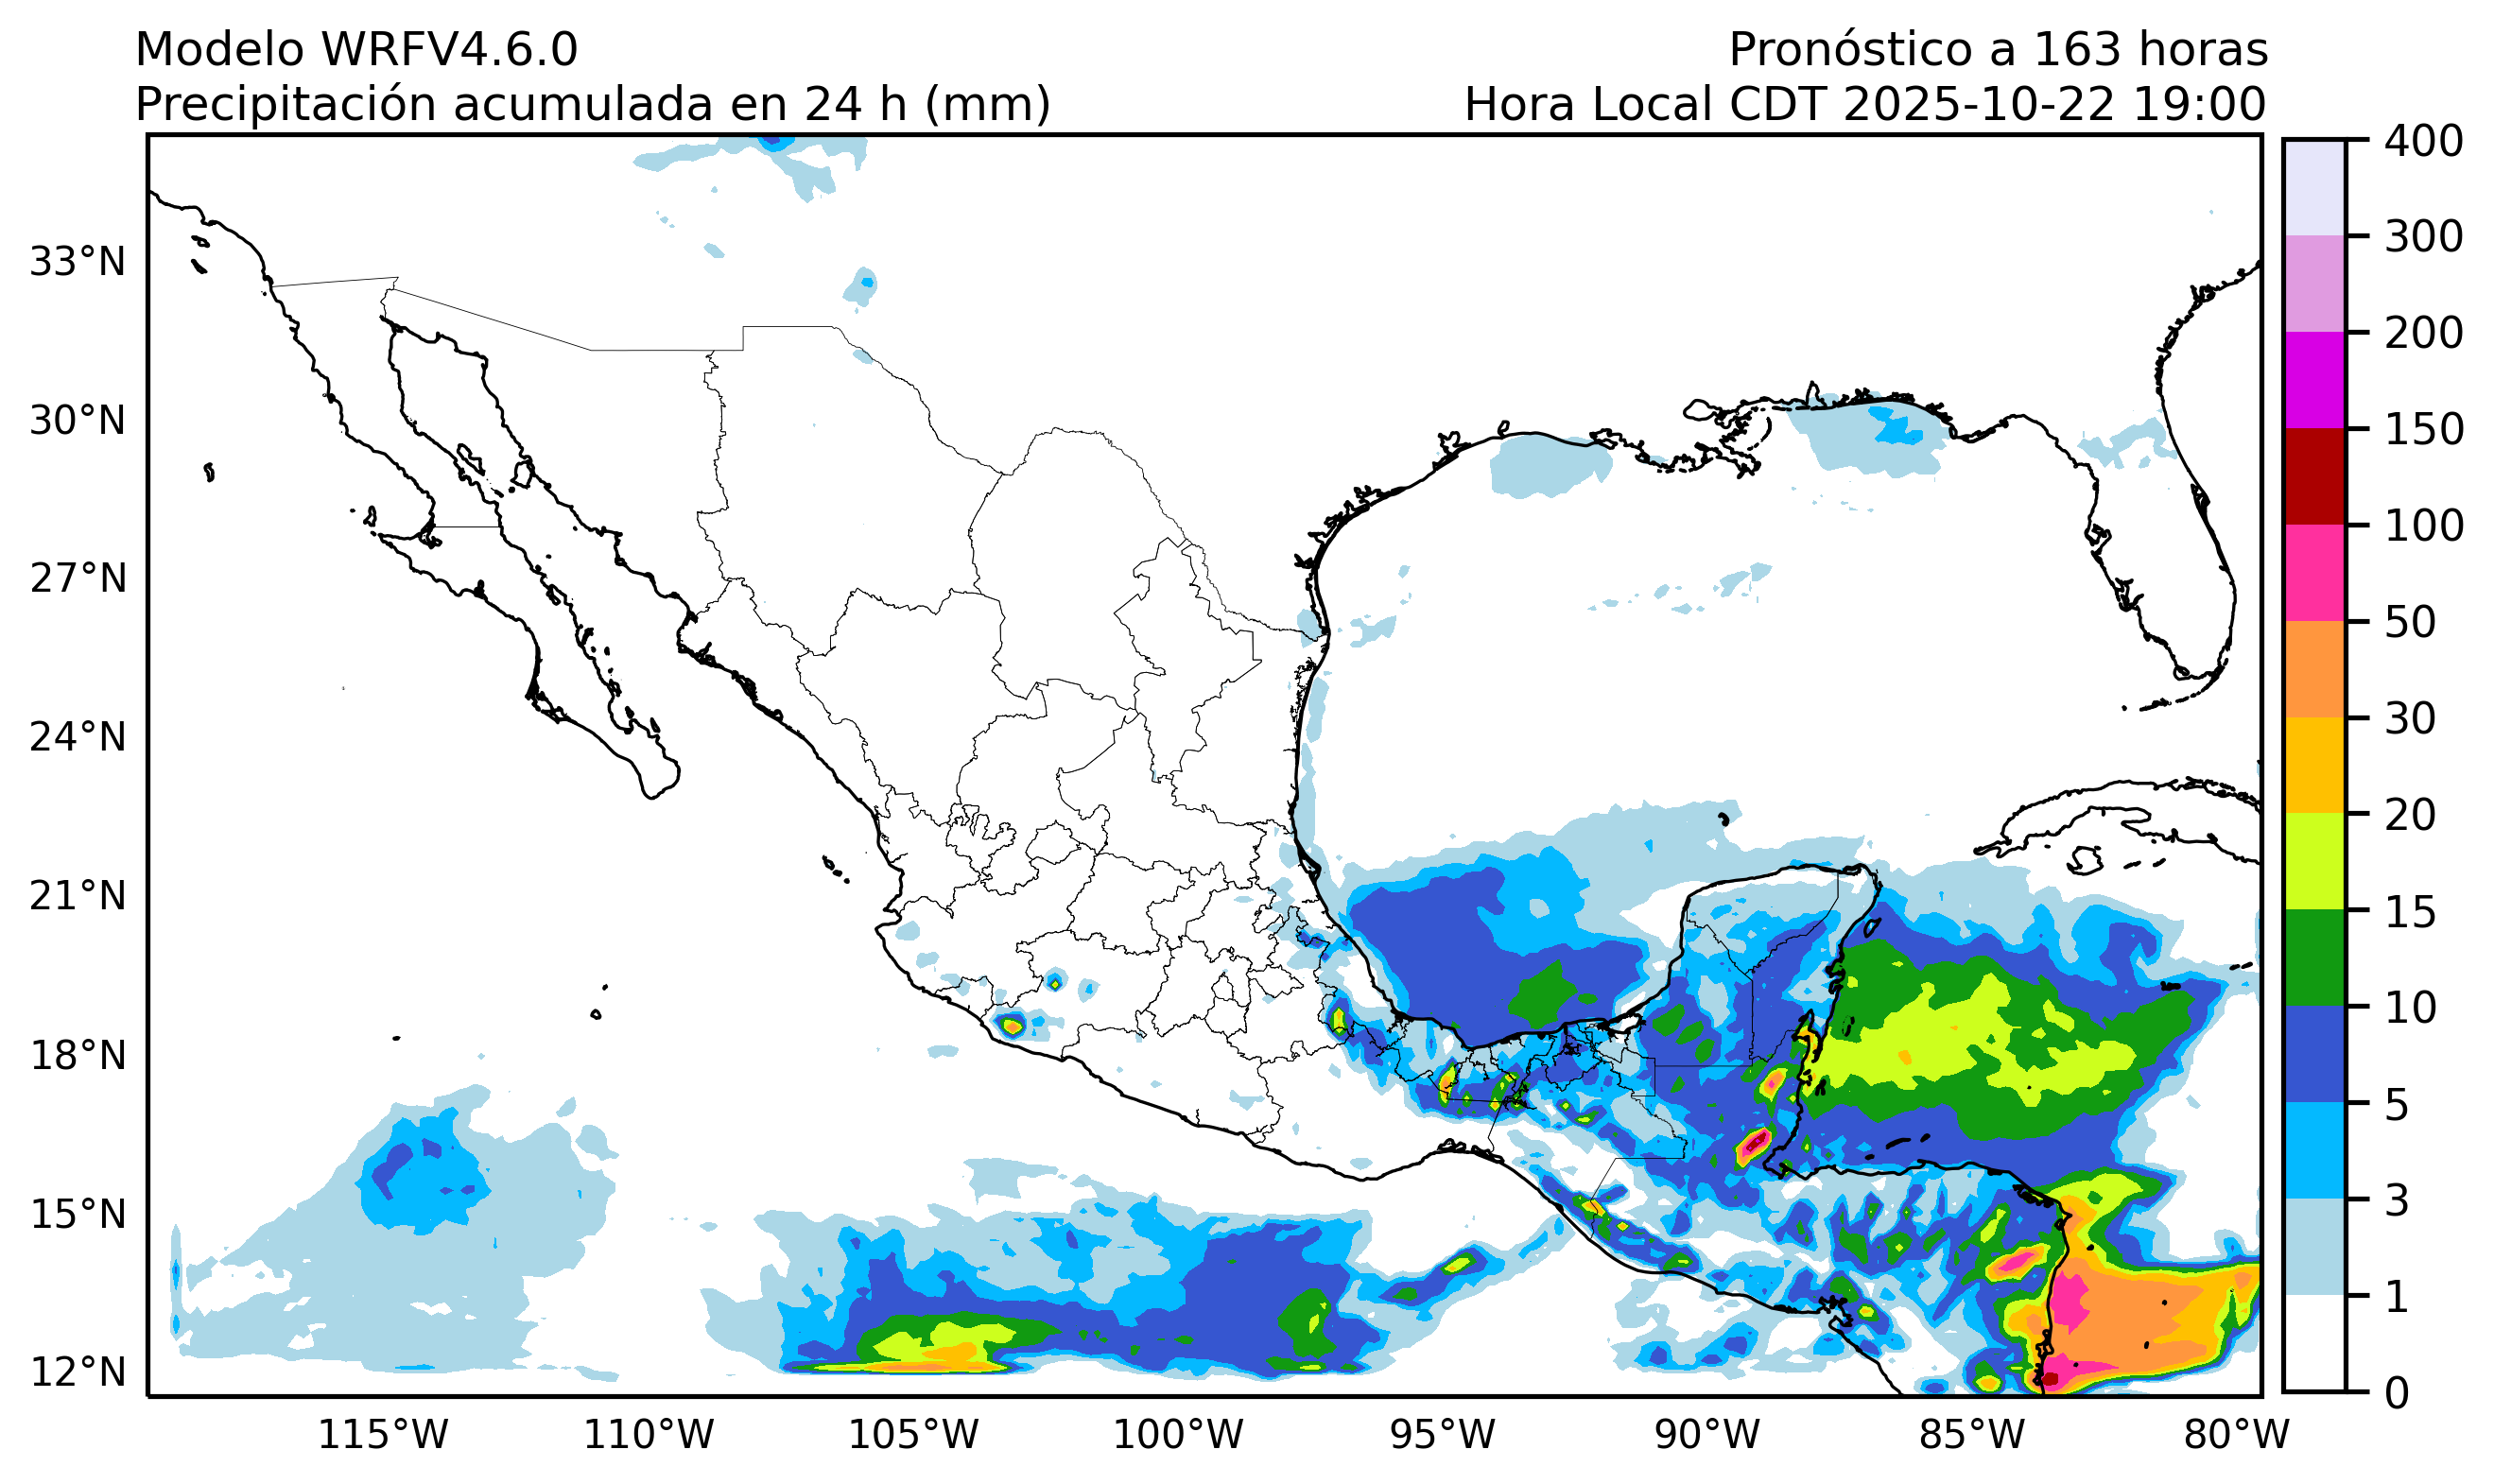 Modelo WRFV4.6.0
Pronóstico a 163 horas
Precipitación acumulada en 24 h (mm)
Hora Local CDT 2025-10-22 19:00
33°N
30°N
27°N
24°N
21°N
18°N
15°N
12°N
115°W
110°W
105°W
100°W
95°W
90°W
85°W
80°W
400
300
200
150
100
50
30
20
15
10
5
3
1
0